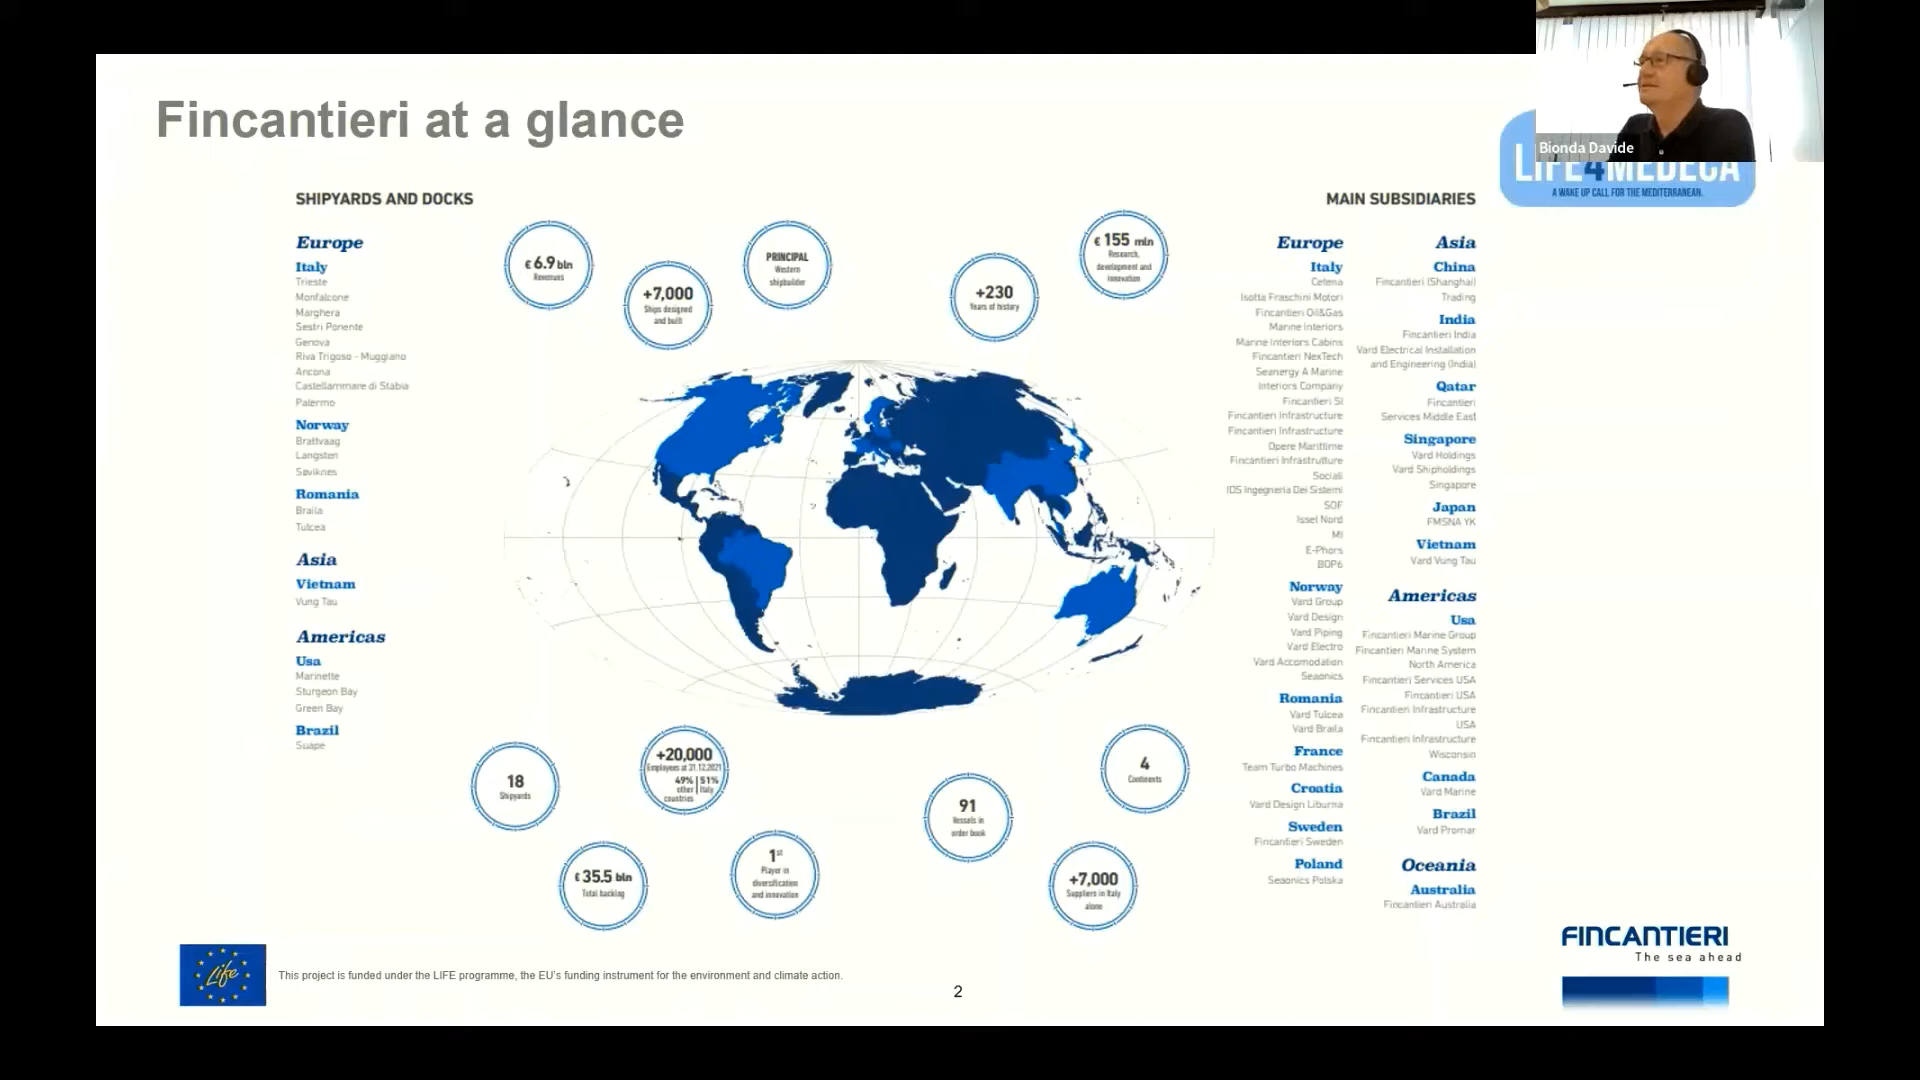 Fincantieri at a glance
Bionda Davide
LIFE4MEDECA
A WAKE UP CALL FOR THE MEDITERRANEAN.
SHIPYARDS AND DOCKS
Europe
Italy
Trieste
Monfalcone
Marghera
Sestri Ponente
Genova
Riva Trigoso - Muggiano
Ancona
Castellammare di Stabia
Palermo
Norway
Brattvaag
Langsten
Søviknes
Romania
Braila
Tulcea
Asia
Vietnam
Vung Tau
Americas
Usa
Marinette
Sturgeon Bay
Green Bay
Brazil
Suape
€ 6.9 bln
Revenues
+7,000
Ships designed
and built
PRINCIPAL
Western
shipbuilder
+230
Years of history
€ 155 mln
Research,
development and
innovation
18
Shipyards
+20,000
Employees at 31.12.2021
49% | 51%
other | Italy
countries
€ 35.5 bln
Total backlog
1st
Player in
diversification
and innovation
91
Vessels in
order book
4
Continents
+7,000
Suppliers in Italy
alone
MAIN SUBSIDIARIES
Europe
Italy
Cetena
Isotta Fraschini Motori
Fincantieri Oil&Gas
Marine Interiors
Marine Interiors Cabins
Fincantieri NexTech
Seanergy A Marine
Interiors Company
Fincantieri SI
Fincantieri Infrastructure
Fincantieri Infrastructure
Opere Marittime
Fincantieri Infrastrutture
Sociali
IDS Ingegneria Dei Sistemi
SOF
Issel Nord
MI
E-Phors
BOP6
Norway
Vard Group
Vard Design
Vard Piping
Vard Electro
Vard Accomodation
Seaonics
Romania
Vard Tulcea
Vard Braila
France
Team Turbo Machines
Croatia
Vard Design Liburna
Sweden
Fincantieri Sweden
Poland
Seaonics Polska
Asia
China
Fincantieri (Shanghai)
Trading
India
Fincantieri India
Vard Electrical Installation
and Engineering (India)
Qatar
Fincantieri
Services Middle East
Singapore
Vard Holdings
Vard Shipholdings
Singapore
Japan
FMSNA YK
Vietnam
Vard Vung Tau
Americas
Usa
Fincantieri Marine Group
Fincantieri Marine System
North America
Fincantieri Services USA
Fincantieri USA
Fincantieri Infrastructure
USA
Fincantieri Infrastructure
Wisconsin
Canada
Vard Marine
Brazil
Vard Promar
Oceania
Australia
Fincantieri Australia
Life
This project is funded under the LIFE programme, the EU's funding instrument for the environment and climate action.
2
FINCANTIERI
The sea ahead